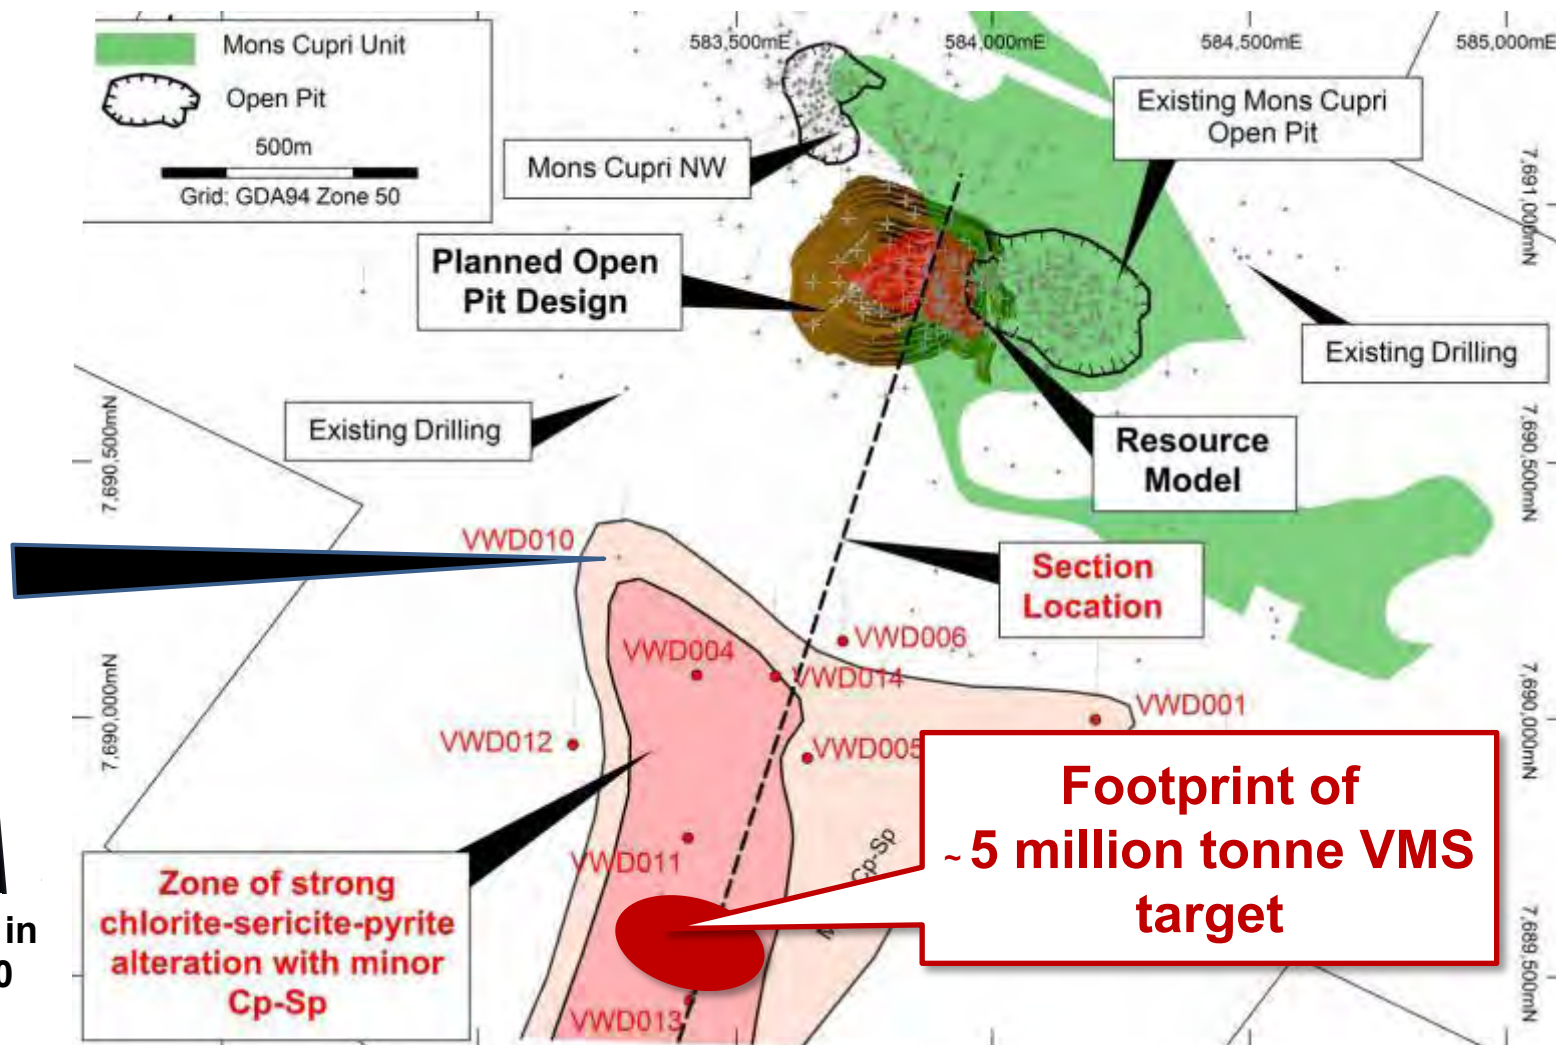 Mons Cupri Unit
Open Pit
500m
Grid: GDA94 Zone 50
583,500mE
584,000mE
584,500mE
585,000mE
Existing Mons Cupri
Open Pit
Mons Cupri NW
7,691,000mN
Planned Open
Pit Design
Existing Drilling
Existing Drilling
7,690,500mN
7,690,500mN
Resource
Model
VWD010
Section
Location
VWD006
VWD004
VWD014
VWD001
7,690,000mN
7,690,000mN
VWD012
VWD005
Footprint of
~ 5 million tonne VMS
target
Cp-Sp
VWD011
Zone of strong
chlorite-sericite-pyrite
alteration with minor
Cp-Sp
in
0
7,689,500mN
VWD013